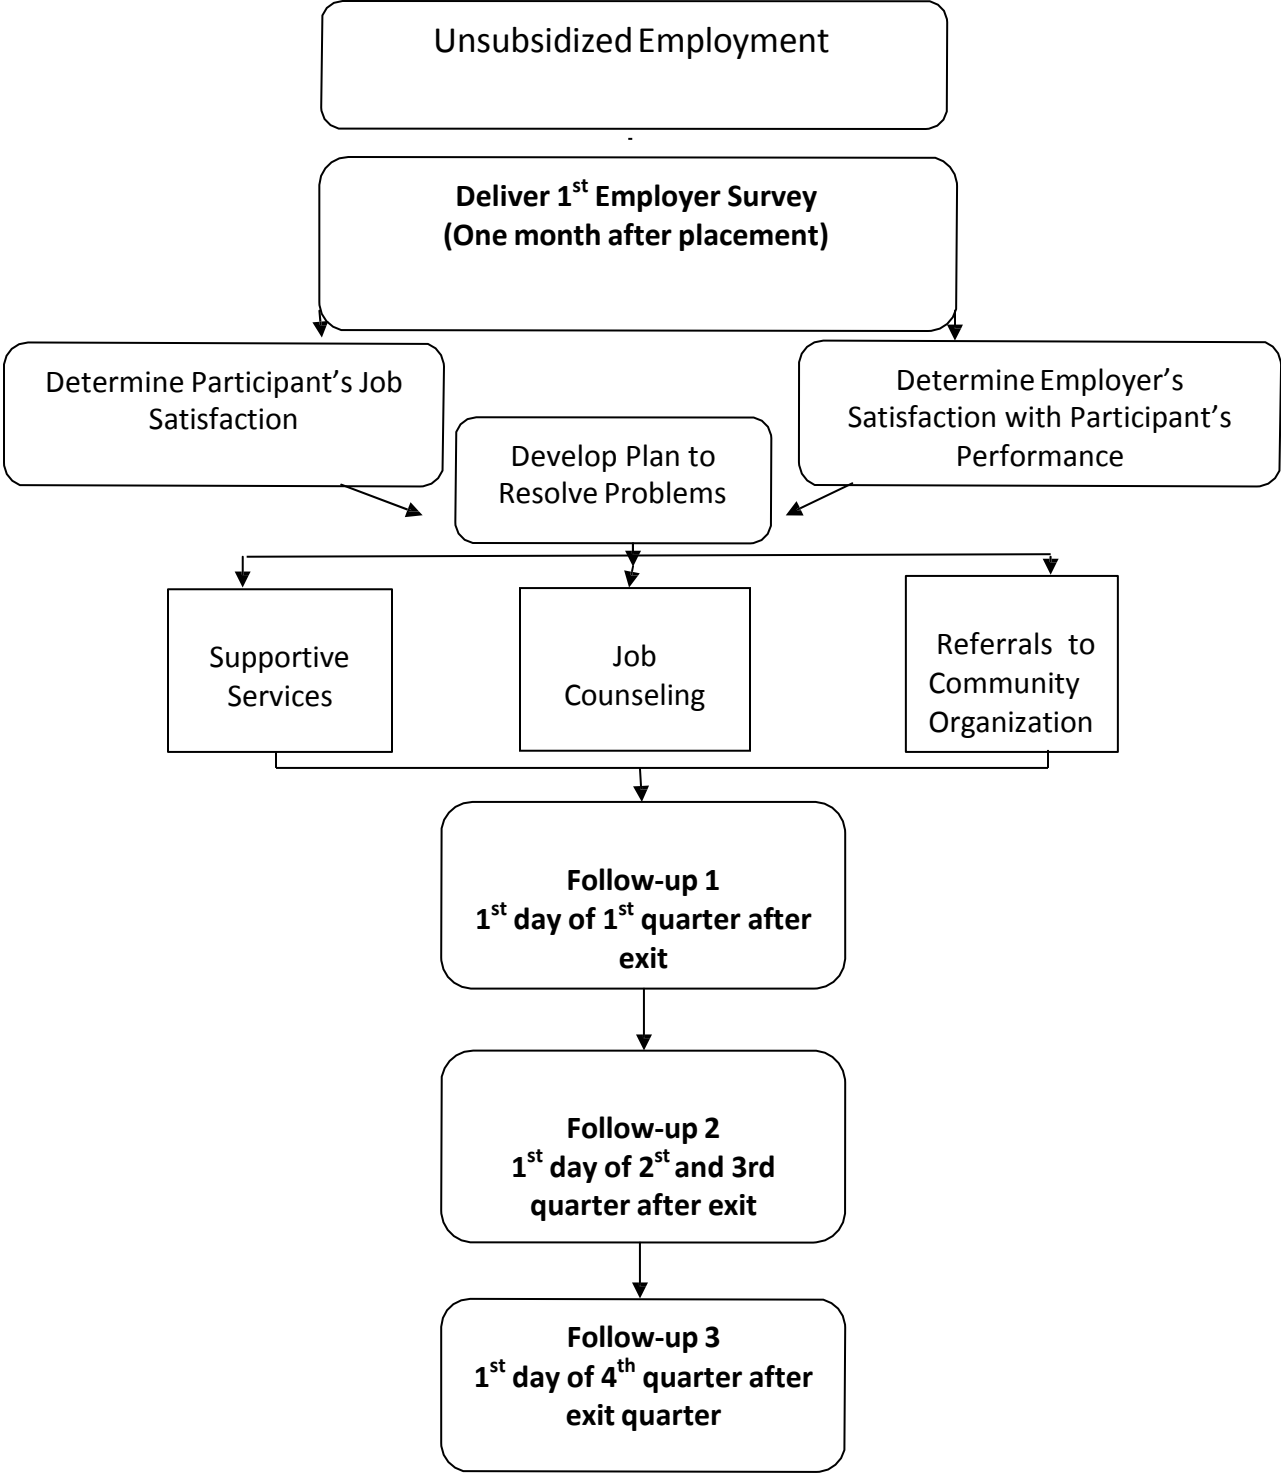 Unsubsidized Employment
Deliver 1st Employer Survey
(One month after placement)
Determine Participant’s Job
Satisfaction
Determine Employer’s
Satisfaction with Participant’s
Performance
Develop Plan to
Resolve Problems
Supportive
Services
Job
Counseling
Referrals to
Community
Organization
Follow-up 1
1st day of 1st quarter after
exit
Follow-up 2
1st day of 2st and 3rd
quarter after exit
Follow-up 3
1st day of 4th quarter after
exit quarter